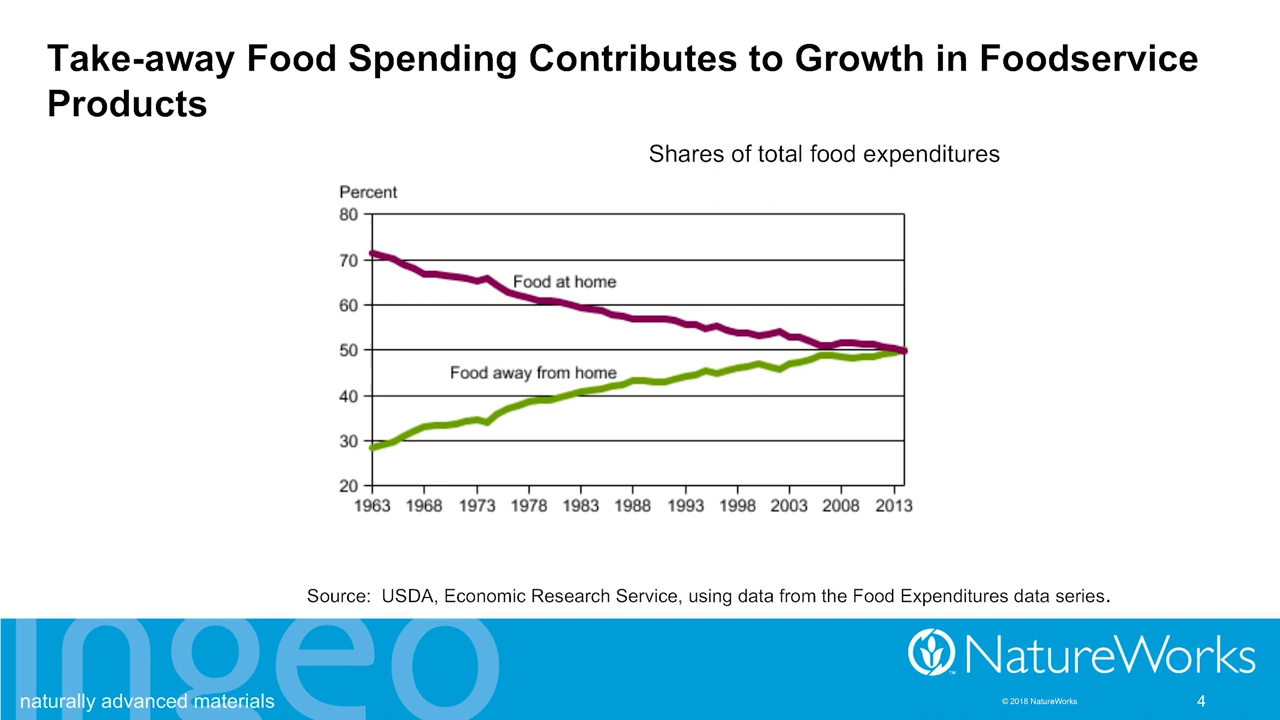 Take-away Food Spending Contributes to Growth in Foodservice
Products
Shares of total food expenditures
Percent
80
70
60
50
40
30
20
Food at home
Food away from home
1963 1968 1973 1978 1983 1988 1993 1998 2003 2008 2013
Source:  USDA, Economic Research Service, using data from the Food Expenditures data series.
ingeo
naturally advanced materials
NatureWorks
TM
© 2018 NatureWorks
4